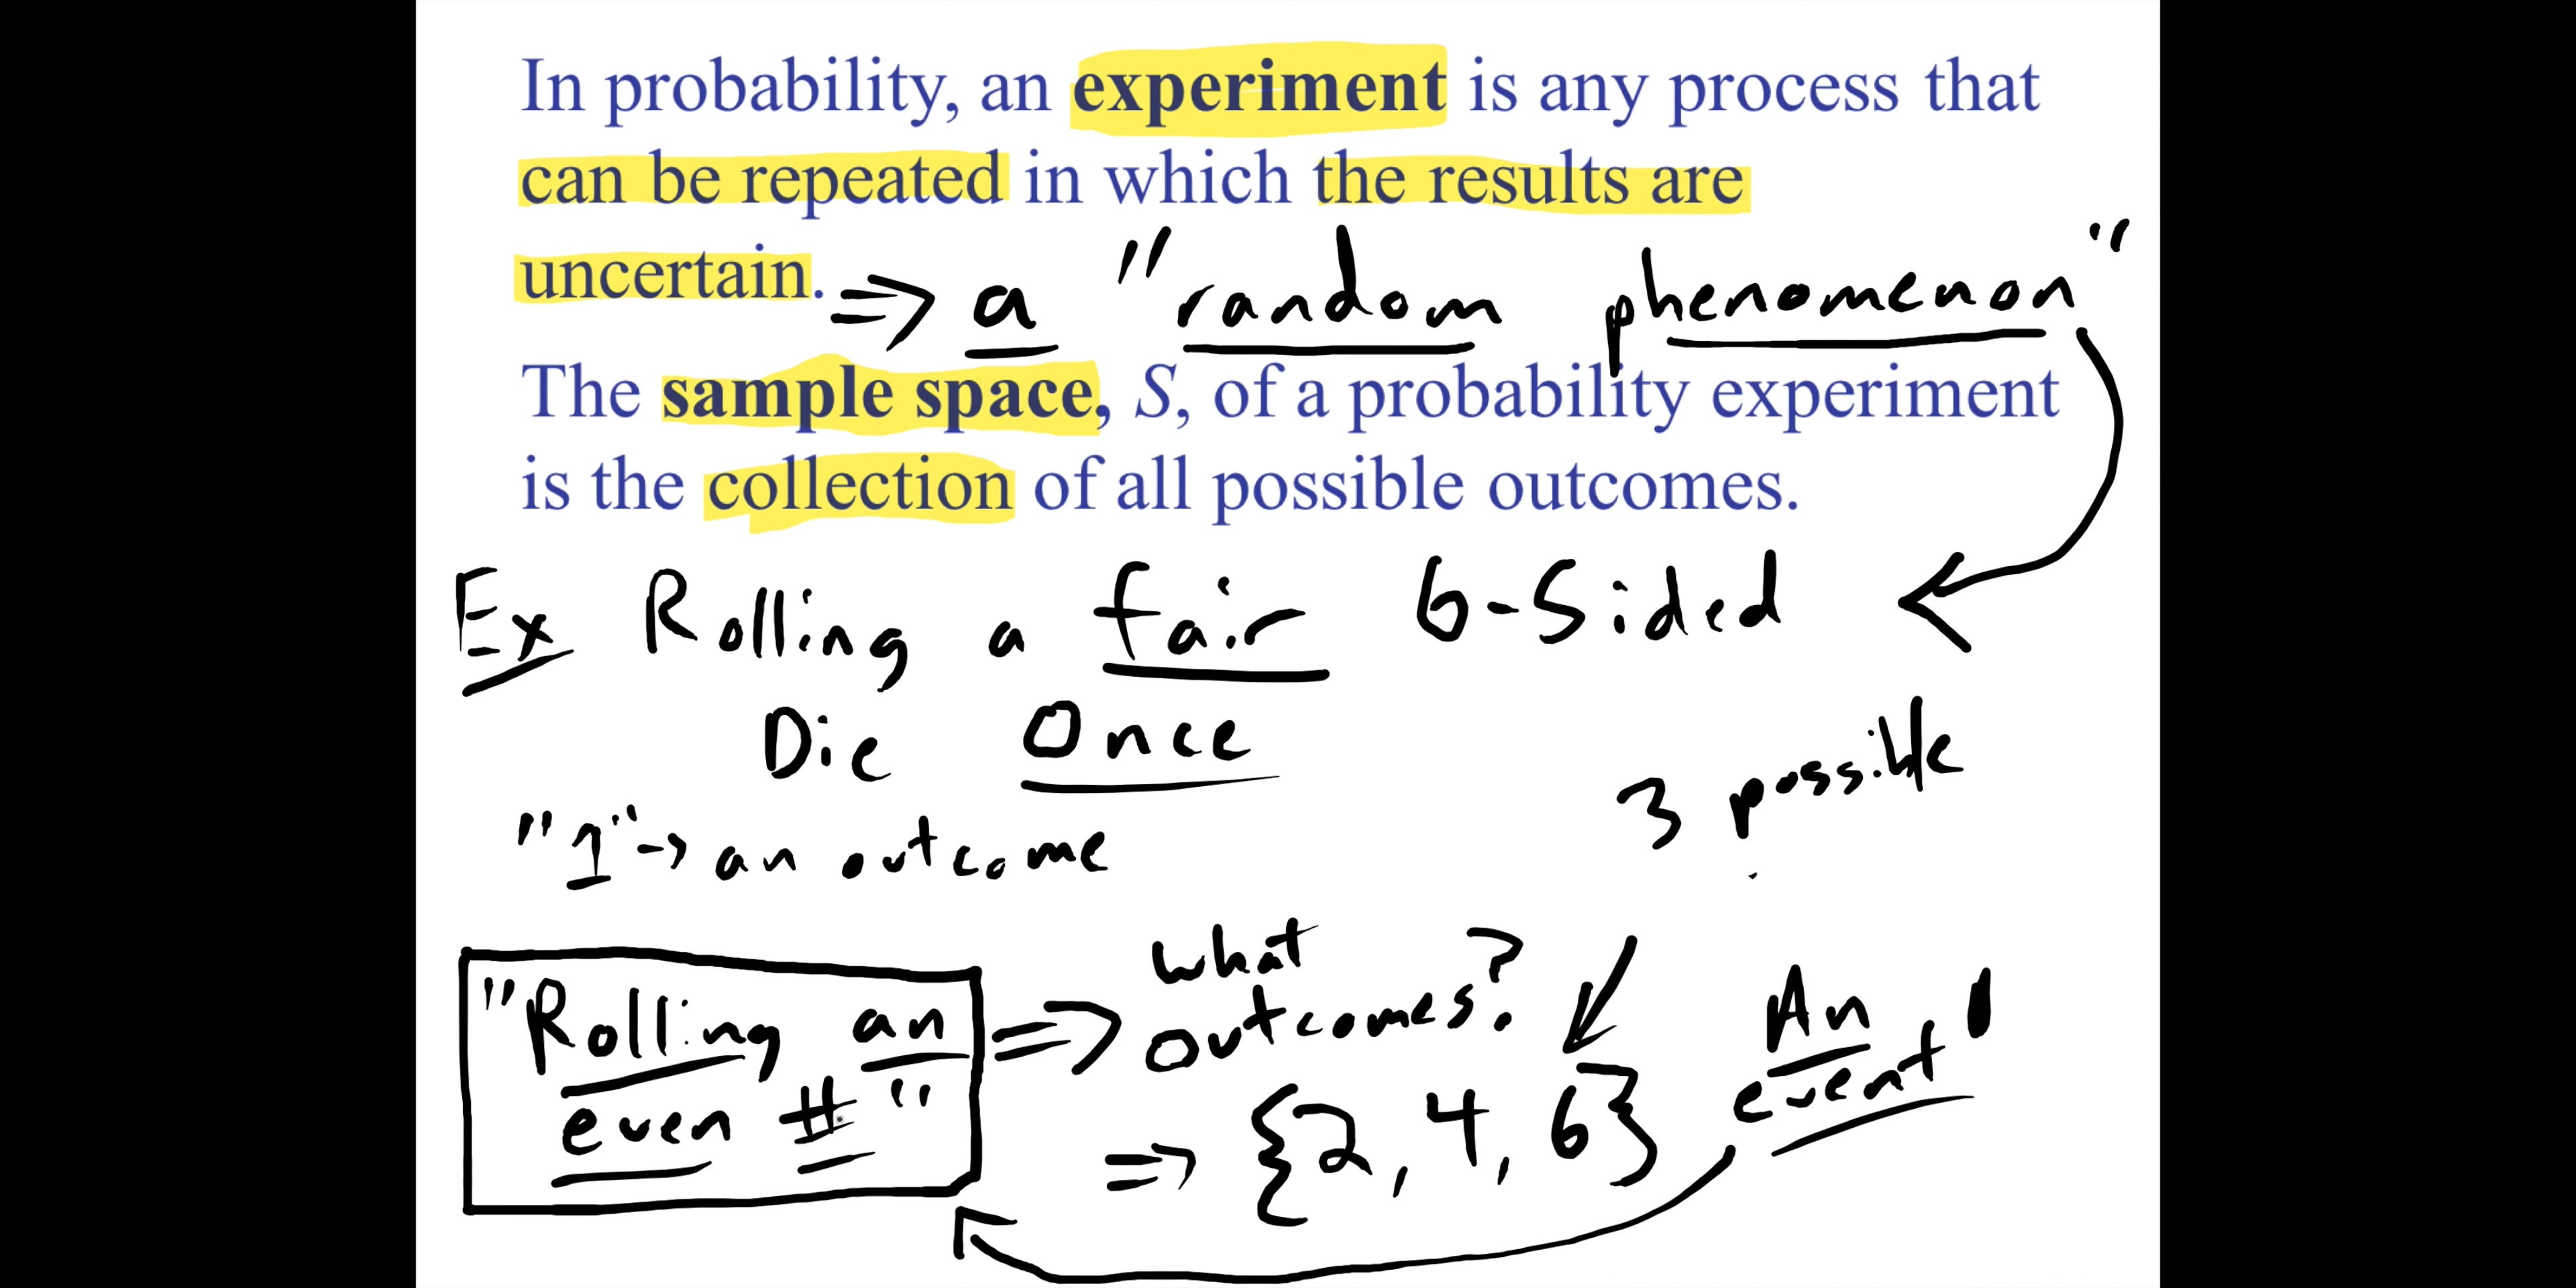 In probability, an experiment is any process that
can be repeated in which the results are
uncertain. => a "random phenomenon"
The sample space, S, of a probability experiment
is the collection of all possible outcomes.
Ex Rolling a fair 6-Sided
Die Once
3 possible
"1" -> an outcome
"Rolling an
even #"
=> what
outcomes?
=> {2, 4, 6}
An
event